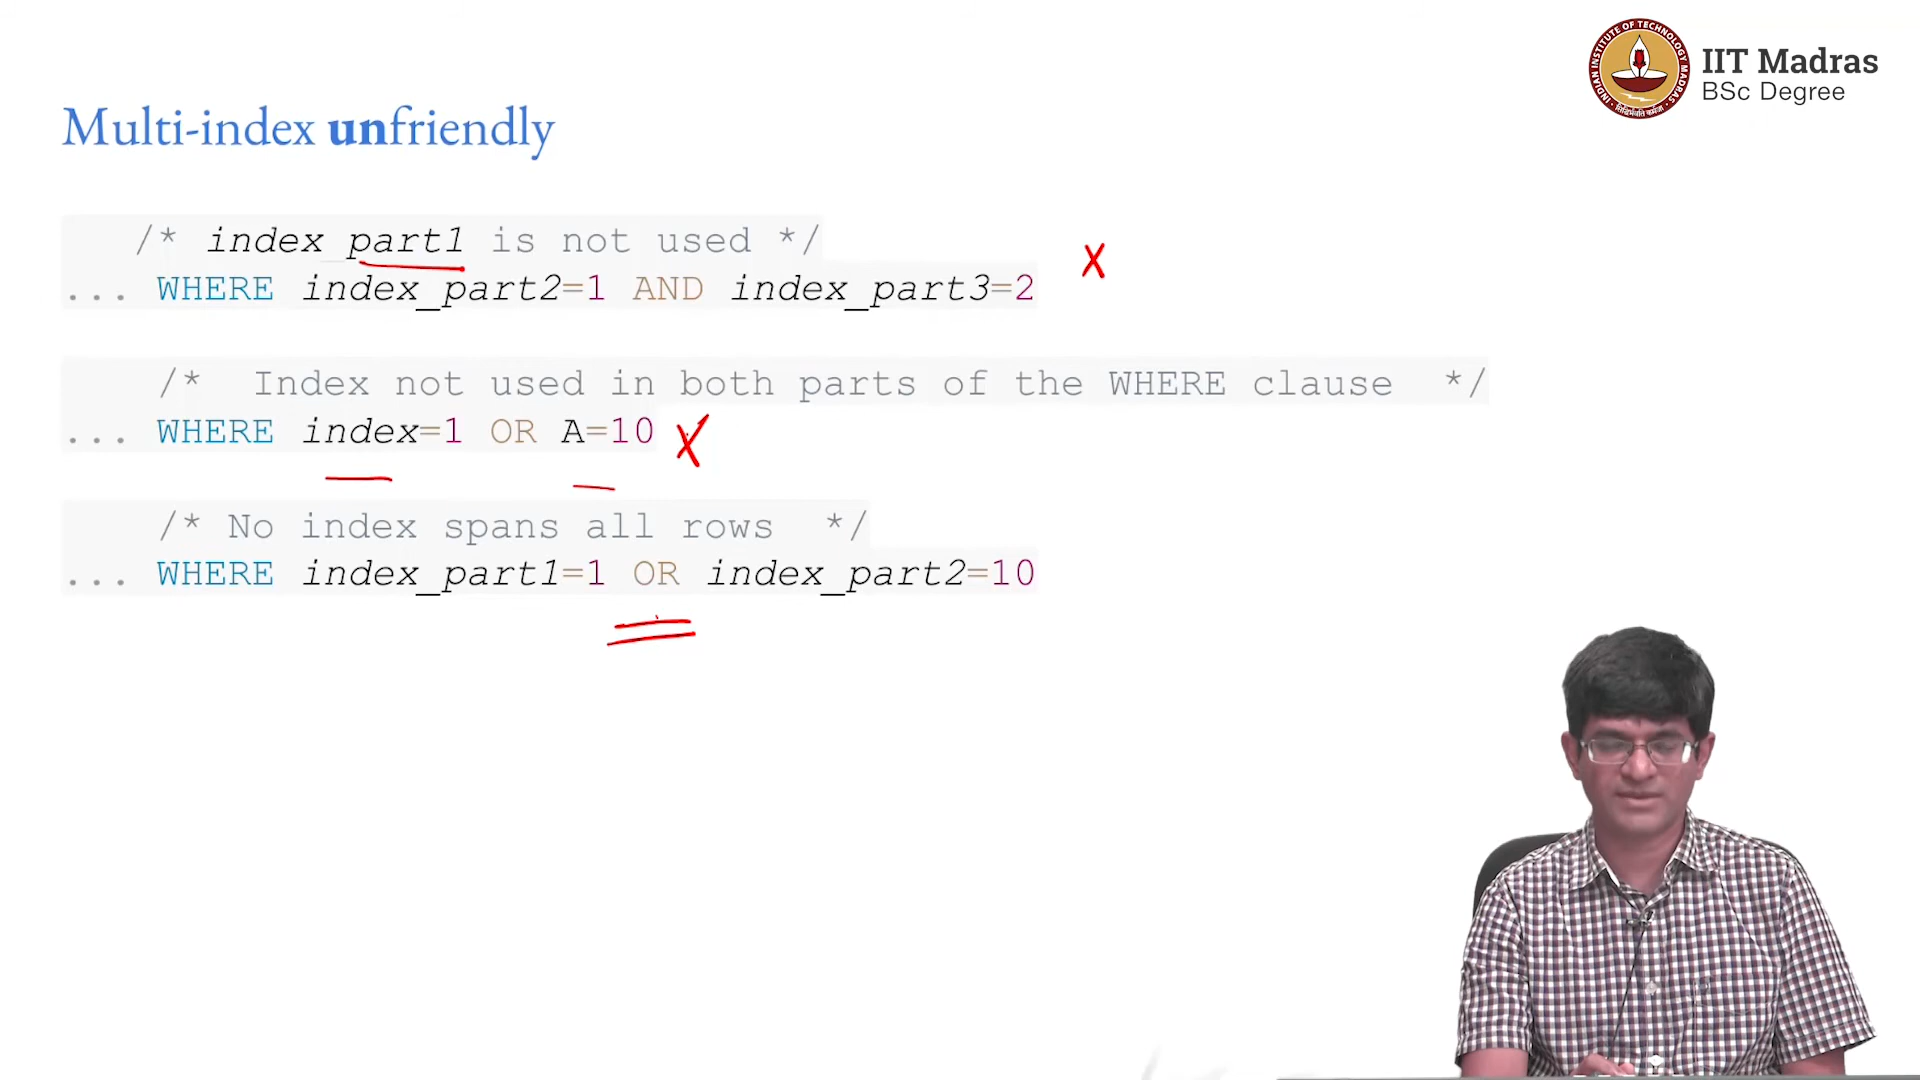 IIT Madras
BSc Degree
Multi-index unfriendly
/* index_part1 is not used */
... WHERE index_part2=1 AND index_part3=2
X
/* Index not used in both parts of the WHERE clause */
... WHERE index=1 OR A=10
X
/* No index spans all rows */
... WHERE index_part1=1 OR index_part2=10